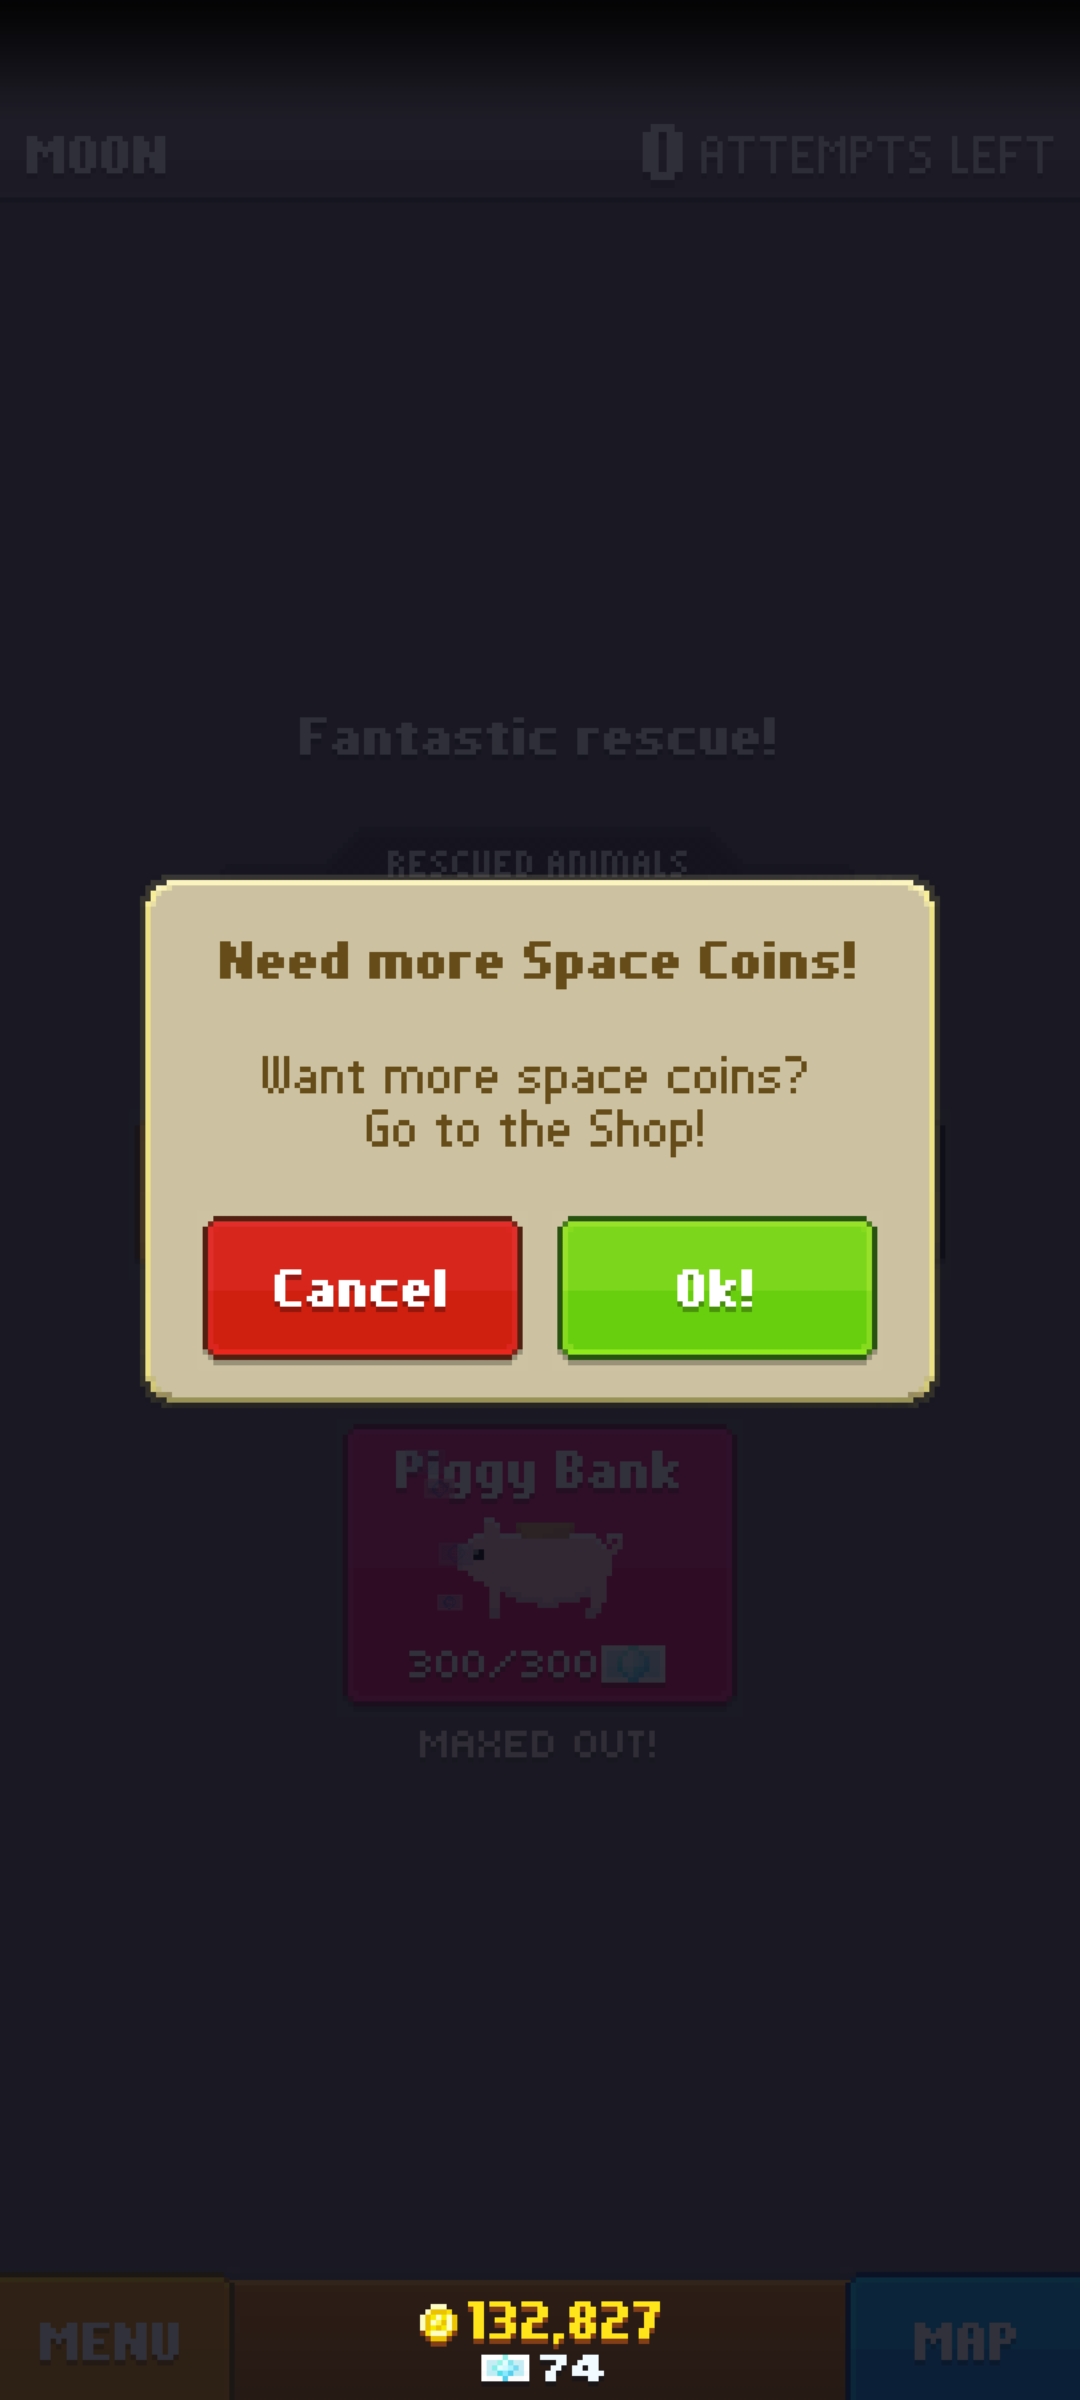 MOON
0 ATTEMPTS LEFT
Fantastic rescue!
RESCUED ANIMALS
Need more Space Coins!
Want more space coins?
Go to the Shop!
Cancel
Ok!
Piggy Bank
300/300
MAXED OUT!
MENU
132,827
74
MAP